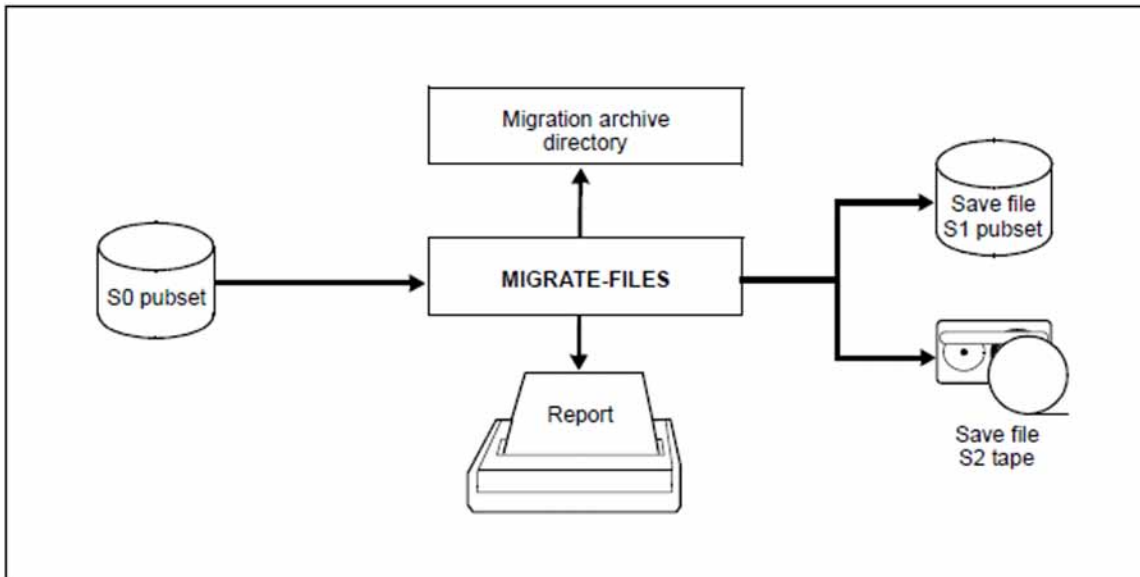 Migration archive
directory
Save file
S1 pubset
S0 pubset
MIGRATE-FILES
Report
Save file
S2 tape